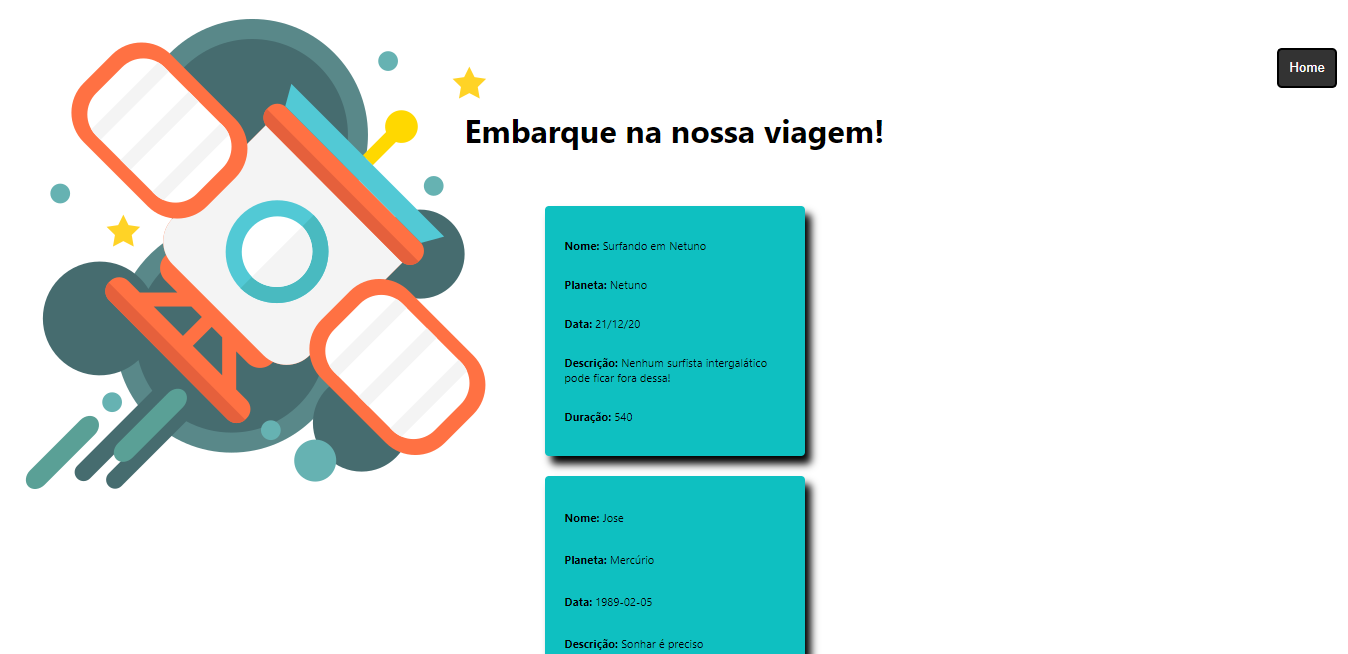 Home
Embarque na nossa viagem!
Nome: Surfando em Netuno
Planeta: Netuno
Data: 21/12/20
Descrição: Nenhum surfista intergalático
pode ficar fora dessa!
Duração: 540
Nome: Jose
Planeta: Mercúrio
Data: 1989-02-05
Descrição: Sonhar é preciso